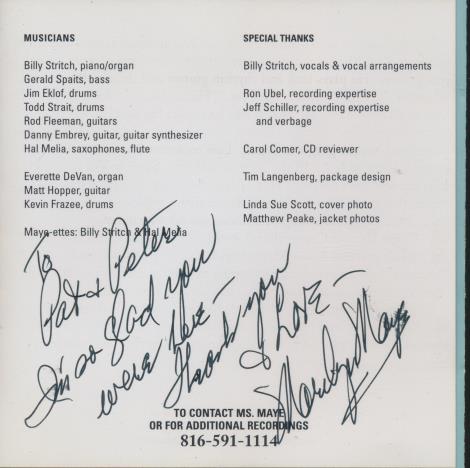 MUSICIANS
Billy Stritch, piano/organ
Gerald Spaits, bass
Jim Eklof, drums
Todd Strait, drums
Rod Fleeman, guitars
Danny Embrey, guitar, guitar synthesizer
Hal Melia, saxophones, flute
Everette DeVan, organ
Matt Hopper, guitar
Kevin Frazee, drums
Maye-ettes: Billy Stritch & Hal Melia
SPECIAL THANKS
Billy Stritch, vocals & vocal arrangements
Ron Ubel, recording expertise
Jeff Schiller, recording expertise
and verbage
Carol Comer, CD reviewer
Tim Langenberg, package design
Linda Sue Scott, cover photo
Matthew Peake, jacket photos
To
Pat & Peter
I'm so glad you
were here –
Thank you
& Love –
Marilyn Maye
TO CONTACT MS. MAYE
OR FOR ADDITIONAL RECORDINGS
816-591-1114